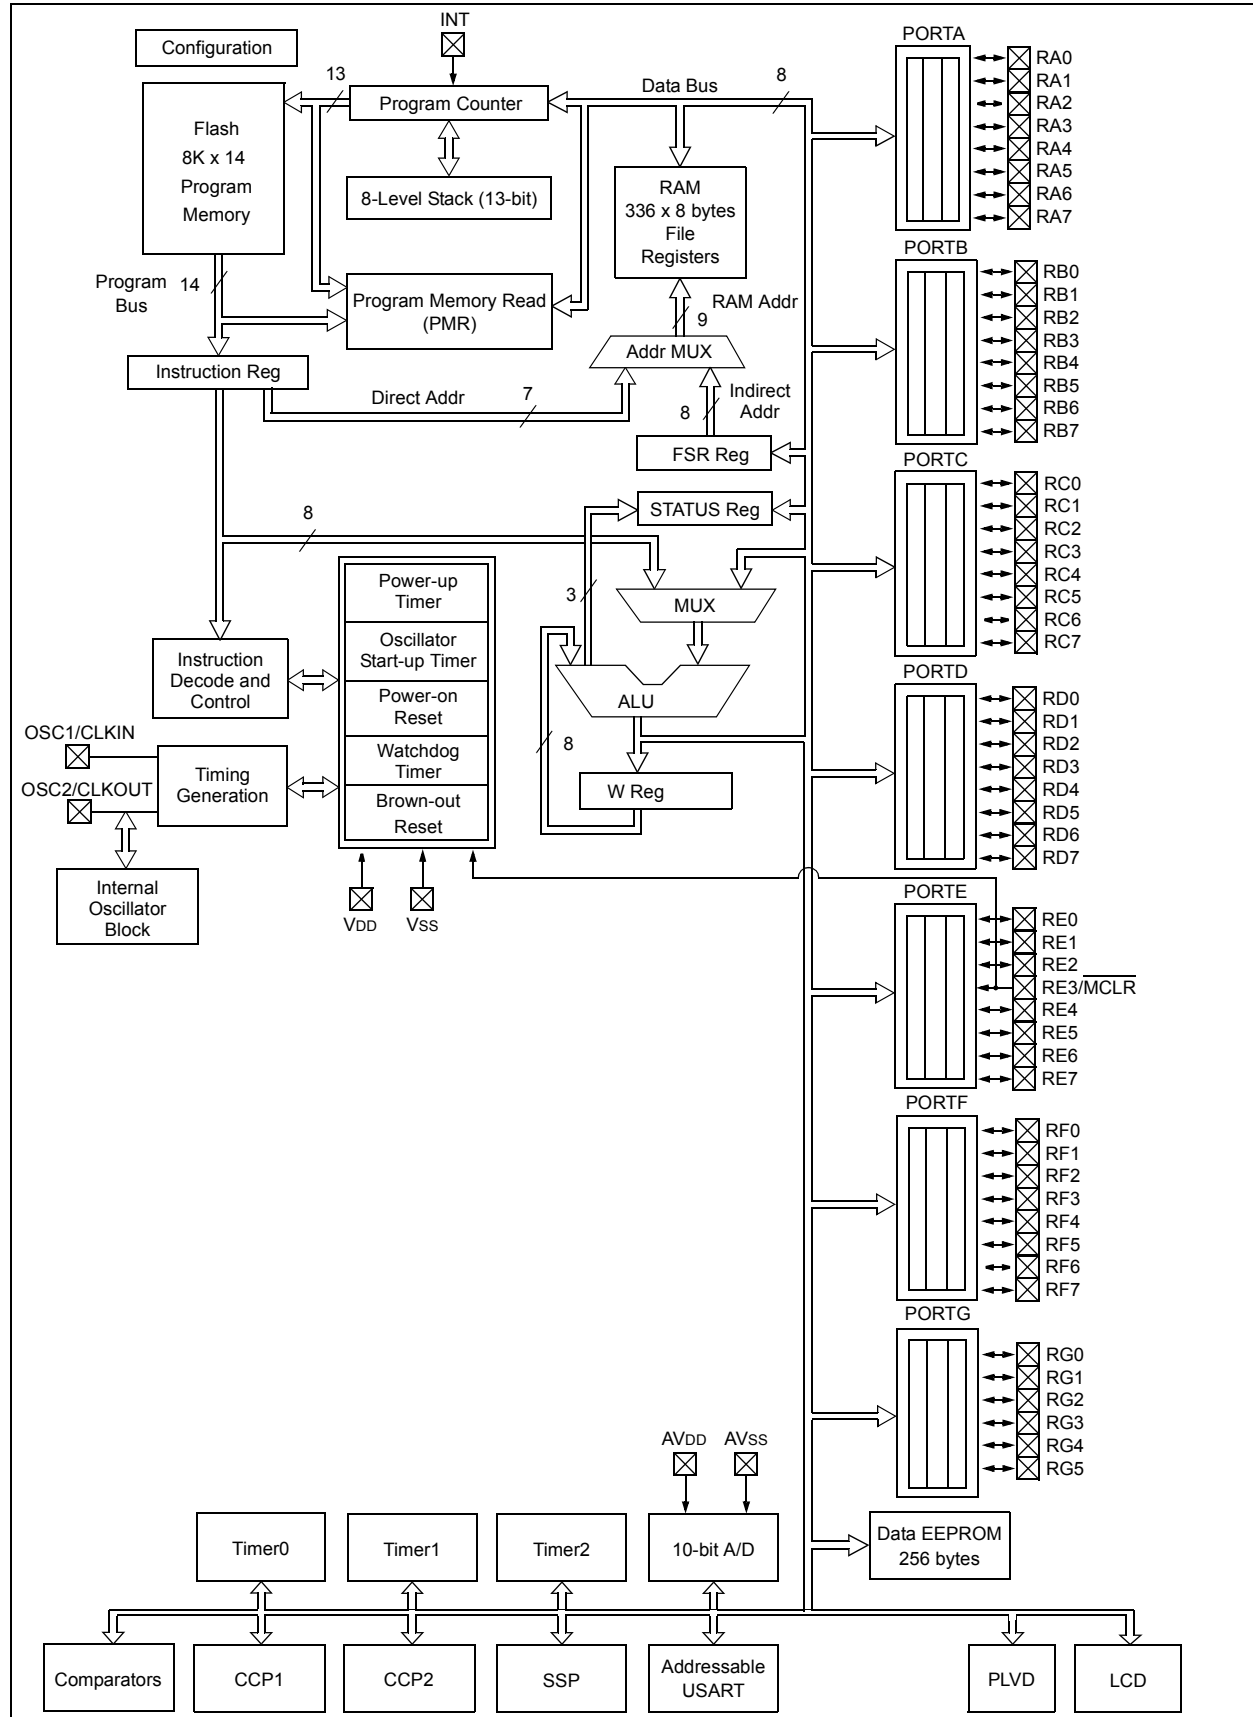 INT
Configuration
13
Program Counter
Data Bus
8
Flash
8K x 14
Program
Memory
8-Level Stack (13-bit)
RAM
336 x 8 bytes
File
Registers
Program
Bus
14
Program Memory Read
(PMR)
RAM Addr
9
Addr MUX
Instruction Reg
Direct Addr
7
Indirect
Addr
8
FSR Reg
STATUS Reg
8
3
MUX
Power-up
Timer
Oscillator
Start-up Timer
Power-on
Reset
Watchdog
Timer
Brown-out
Reset
Instruction
Decode and
Control
ALU
8
W Reg
OSC1/CLKIN
OSC2/CLKOUT
Timing
Generation
Internal
Oscillator
Block
VDD
VSS
PORTA
RA0
RA1
RA2
RA3
RA4
RA5
RA6
RA7
PORTB
RB0
RB1
RB2
RB3
RB4
RB5
RB6
RB7
PORTC
RC0
RC1
RC2
RC3
RC4
RC5
RC6
RC7
PORTD
RD0
RD1
RD2
RD3
RD4
RD5
RD6
RD7
PORTE
RE0
RE1
RE2
RE3/MCLR
RE4
RE5
RE6
RE7
PORTF
RF0
RF1
RF2
RF3
RF4
RF5
RF6
RF7
PORTG
RG0
RG1
RG2
RG3
RG4
RG5
AVDD
AVSS
Timer0
Timer1
Timer2
10-bit A/D
Data EEPROM
256 bytes
Comparators
CCP1
CCP2
SSP
Addressable
USART
PLVD
LCD